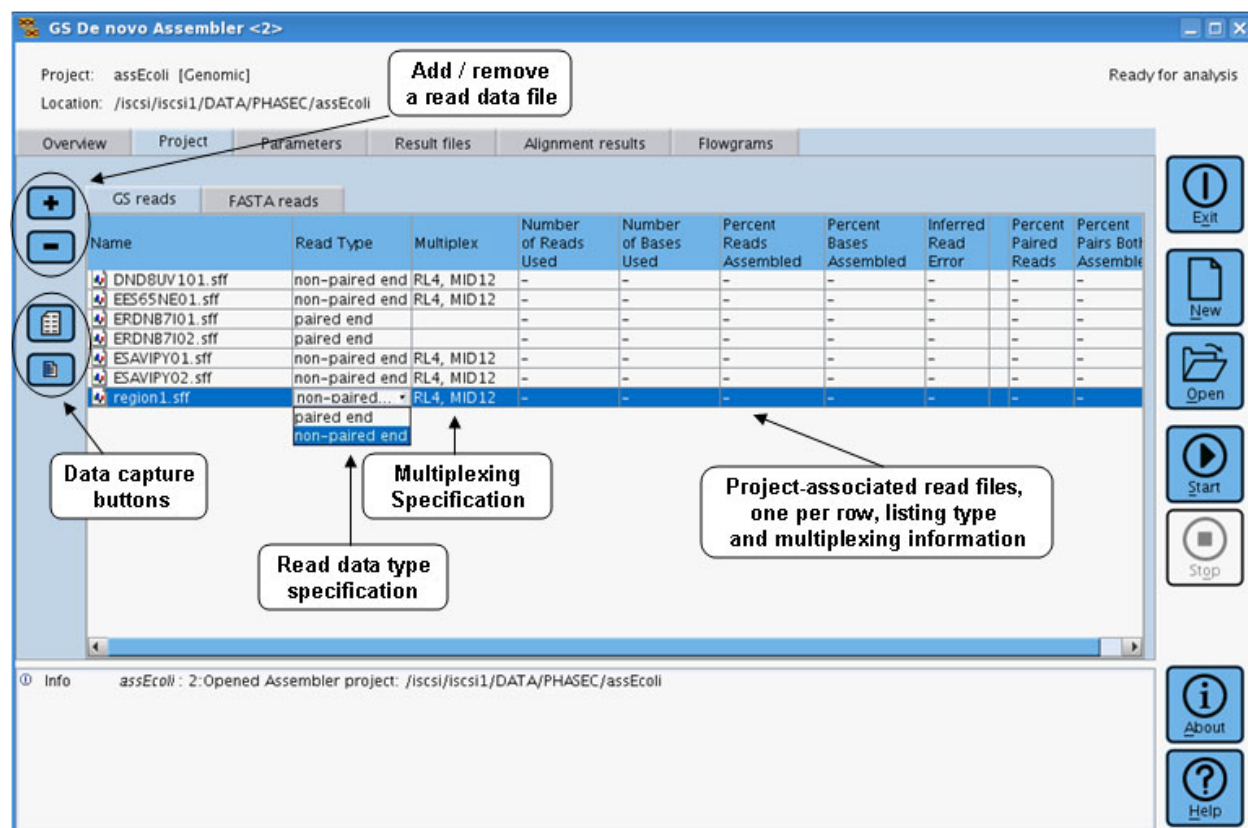 GS De novo Assembler <2>
Project: assEcoli [Genomic]
Location: /iscsi/iscsi1/DATA/PHASEC/assEcoli
Add / remove
a read data file
Ready for analysis
Overview Project Parameters Result files Alignment results Flowgrams
GS reads FASTA reads
Name Read Type Multiplex Number of Reads Used Number of Bases Used Percent Reads Assembled Percent Bases Assembled Inferred Read Error Percent Paired Reads Percent Pairs Both Assemble
DND8UV101.sff non-paired end RL4, MID12 - - - - - - -
EES65NE01.sff non-paired end RL4, MID12 - - - - - - -
ERDNB7I01.sff paired end - - - - - - -
ERDNB7I02.sff paired end - - - - - - -
ESAVIPY01.sff non-paired end RL4, MID12 - - - - - - -
ESAVIPY02.sff non-paired end RL4, MID12 - - - - - - -
region1.sff non-paired... RL4, MID12 - - - - - - -
paired end
non-paired end
Data capture
buttons
Multiplexing
Specification
Read data type
specification
Project-associated read files,
one per row, listing type
and multiplexing information
Exit
New
Open
Start
Stop
Info assEcoli : 2:Opened Assembler project: /iscsi/iscsi1/DATA/PHASEC/assEcoli
About
Help